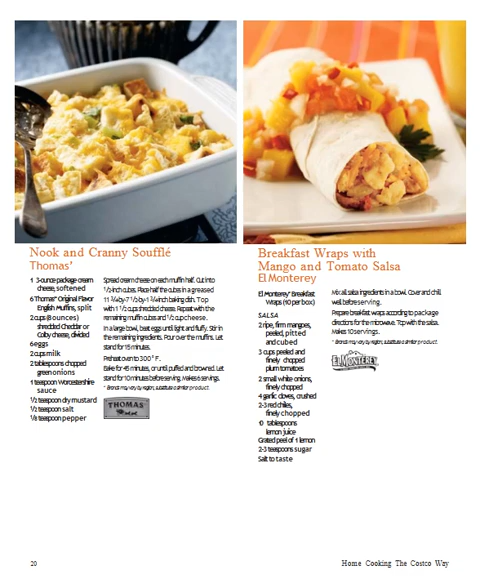 Nook and Cranny Soufflé
Thomas'
1 3-ounce package cream
cheese, softened
6 Thomas'® Original Flavor
English Muffins, split
2 cups (8 ounces)
shredded Cheddar or
Colby cheese, divided
6 eggs
2 cups milk
2 tablespoons chopped
green onions
1 teaspoon Worcestershire
sauce
½ teaspoon dry mustard
½ teaspoon salt
⅛ teaspoon pepper
Spread cream cheese on each muffin half. Cut into
½-inch cubes. Place half the cubes in a greased
11 ¾-by-7 ½-by-1 ¾-inch baking dish. Top
with 1 ½ cups shredded cheese. Repeat with the
remaining muffin cubes and ½ cup cheese.
In a large bowl, beat eggs until light and fluffy. Stir in
the remaining ingredients. Pour over the muffins. Let
stand for 15 minutes.
Preheat oven to 300°F.
Bake for 45 minutes, or until puffed and browned. Let
stand for 10 minutes before serving. Makes 6 servings.
* Brands may vary by region; substitute a similar product.
THOMAS'
Breakfast Wraps with
Mango and Tomato Salsa
El Monterey
El Monterey® Breakfast
Wraps (10 per box)
SALSA
2 ripe, firm mangoes,
peeled, pitted
and cubed
3 cups peeled and
finely chopped
plum tomatoes
2 small white onions,
finely chopped
4 garlic cloves, crushed
2-3 red chiles,
finely chopped
10 tablespoons
lemon juice
Grated peel of 1 lemon
2-3 teaspoons sugar
Salt to taste
Mix all salsa ingredients in a bowl. Cover and chill
well before serving.
Prepare breakfast wraps according to package
directions for the microwave. Top with the salsa.
Makes 10 servings.
* Brands may vary by region; substitute a similar product.
EL MONTEREY
20
Home Cooking The Costco Way